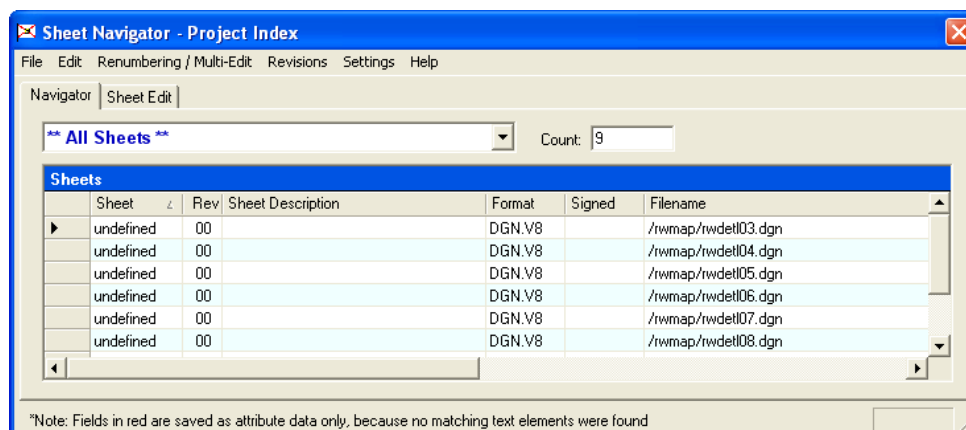 Sheet Navigator - Project Index
File Edit Renumbering / Multi-Edit Revisions Settings Help
Navigator Sheet Edit
** All Sheets ** Count: 9
Sheets
Sheet Rev Sheet Description Format Signed Filename
undefined 00 DGN.V8 /rwmap/rwdetl03.dgn
undefined 00 DGN.V8 /rwmap/rwdetl04.dgn
undefined 00 DGN.V8 /rwmap/rwdetl05.dgn
undefined 00 DGN.V8 /rwmap/rwdetl06.dgn
undefined 00 DGN.V8 /rwmap/rwdetl07.dgn
undefined 00 DGN.V8 /rwmap/rwdetl08.dgn
*Note: Fields in red are saved as attribute data only, because no matching text elements were found